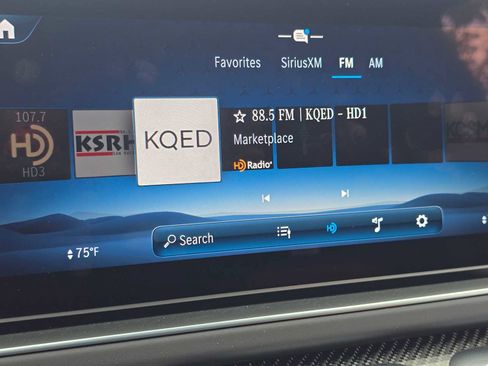 Favorites SiriusXM FM AM
107.7
HD
HD3
KSRH
KQED
☆ 88.5 FM | KQED - HD1
Marketplace
HD Radio
KCSM
Search
75°F